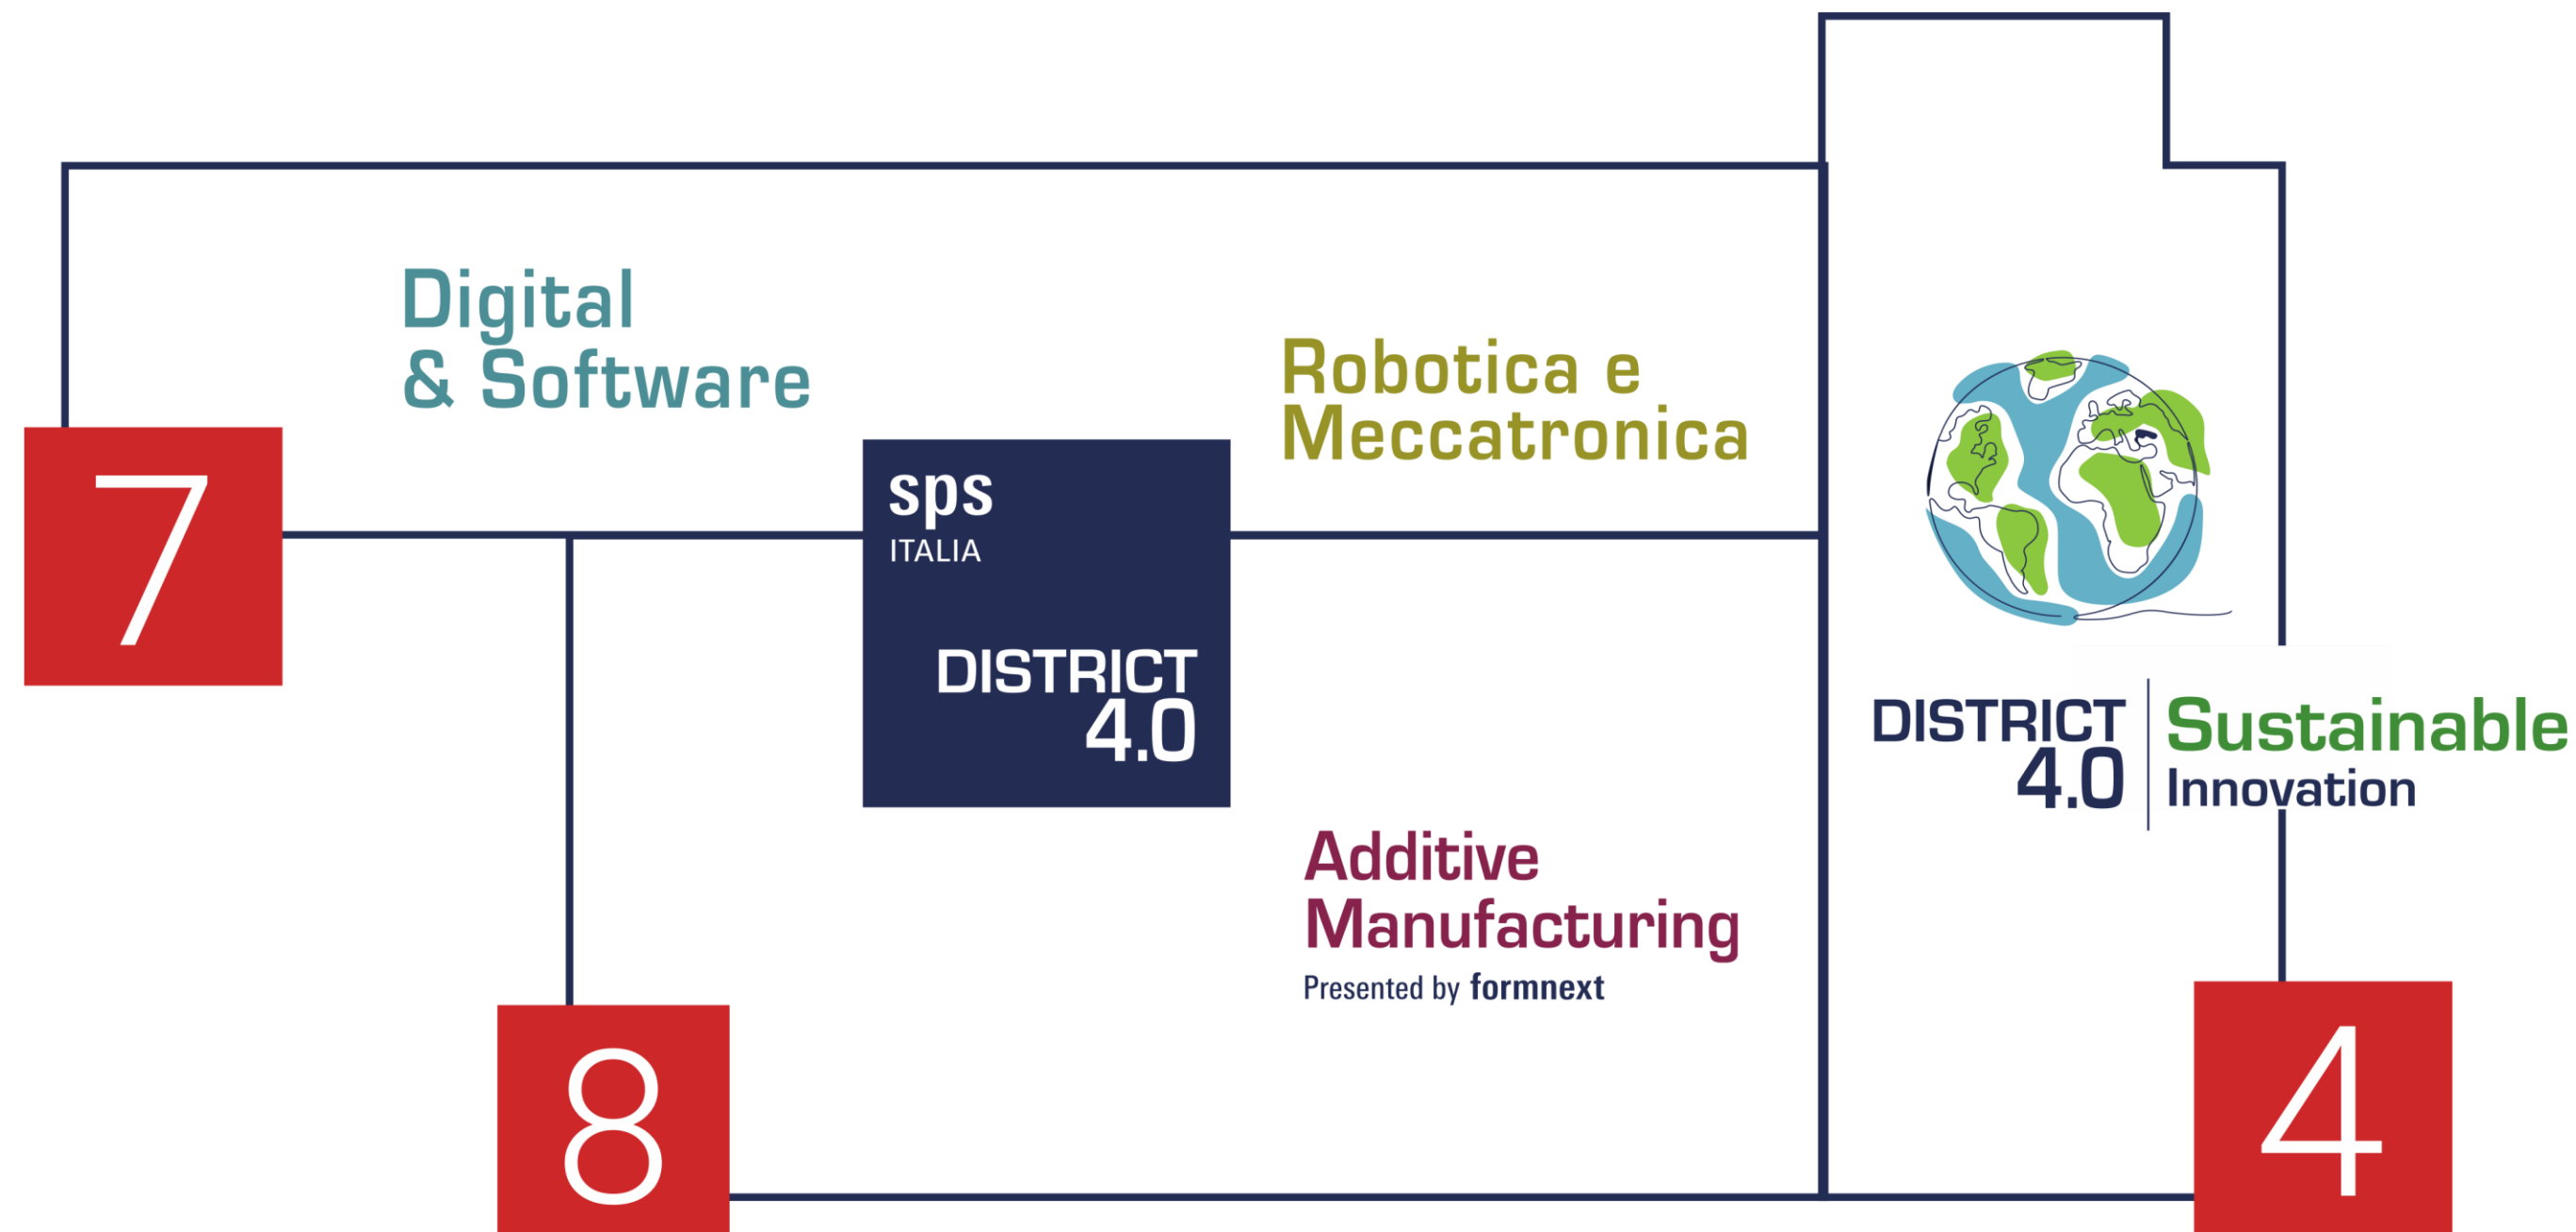 Digital
& Software
Robotica e
Meccatronica
7
sps
ITALIA
DISTRICT
4.0
DISTRICT
4.0
Sustainable
Innovation
Additive
Manufacturing
Presented by formnext
8
4